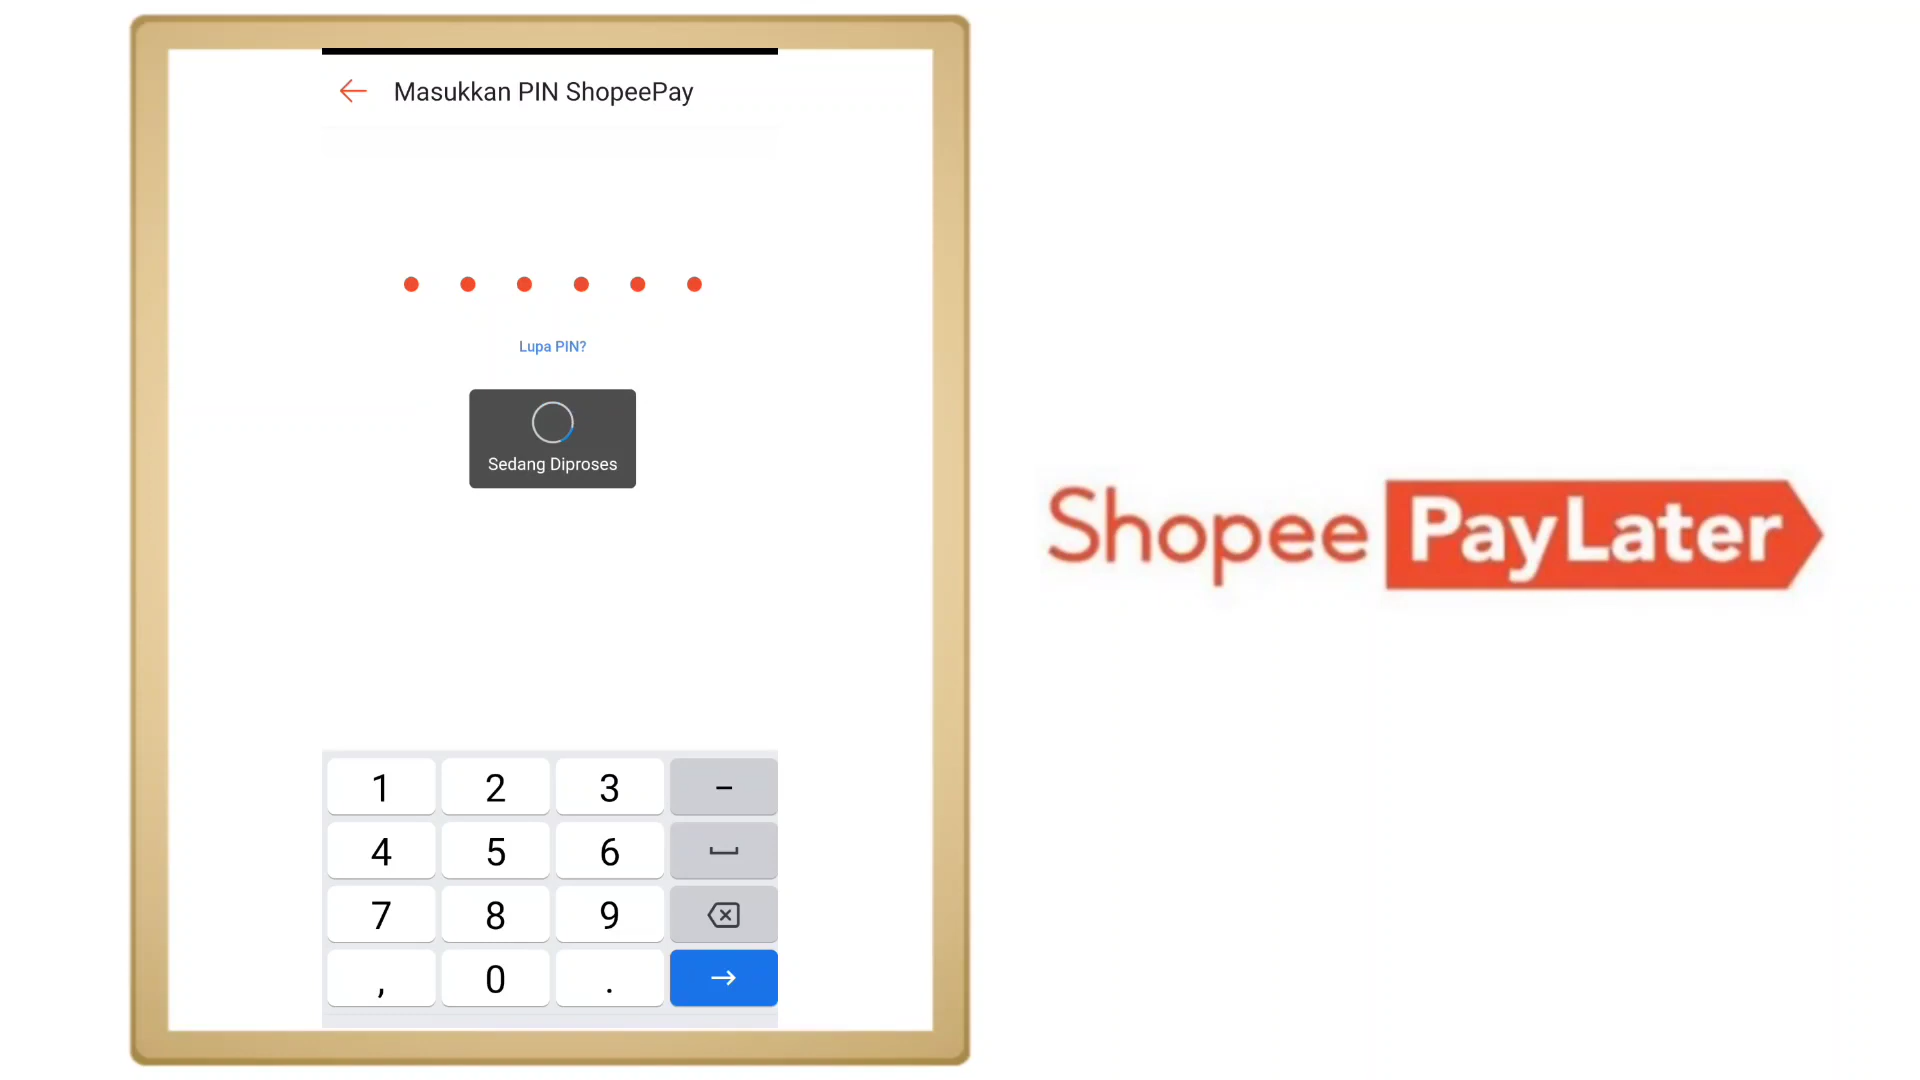 Masukkan PIN ShopeePay
Lupa PIN?
Sedang Diproses
1 2 3 -
4 5 6
7 8 9
, 0 .
Shopee PayLater